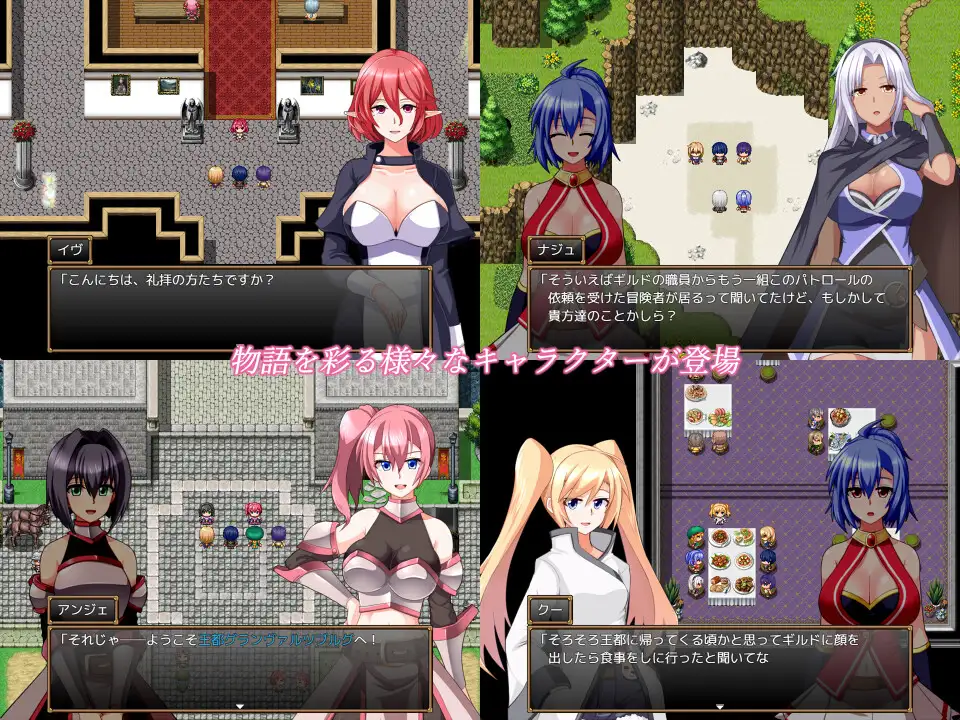 イヴ
「こんにちは、礼拝の方たちですか？
ナジュ
「そういえばギルドの職員からもう一組このパトロールの
依頼を受けた冒険者が居るって聞いてたけど、もしかして
貴方達のことかしら？
物語を彩る様々なキャラクターが登場
アンジェ
「それじゃ――ようこそ王都グランヴァルツブルグへ！
クー
「そろそろ王都に帰ってくる頃かと思ってギルドに顔を
出したら食事をしに行ったと聞いてな